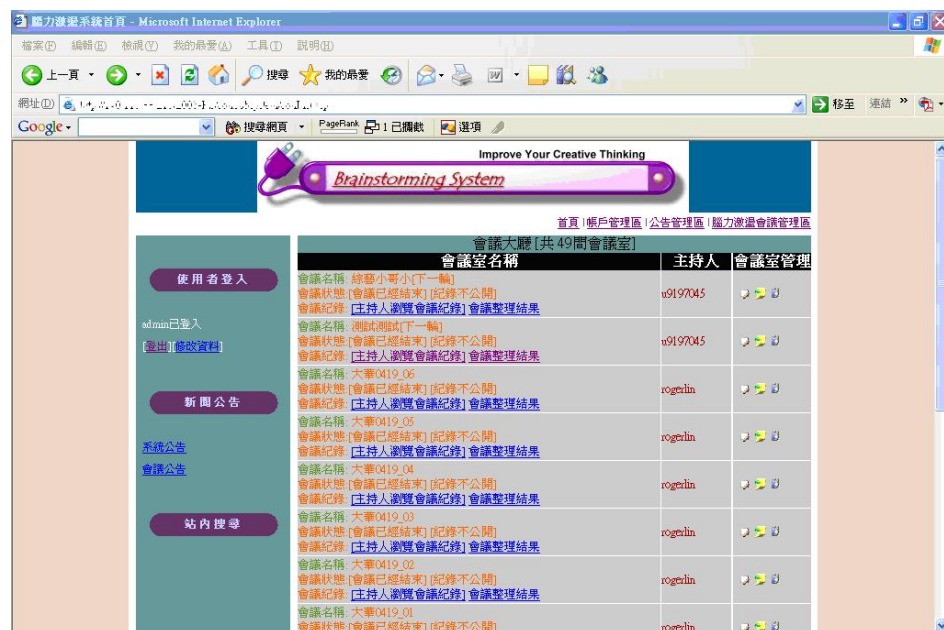 腦力激盪系統首頁 - Microsoft Internet Explorer
檔案(F) 編輯(E) 檢視(V) 我的最愛(A) 工具(T) 說明(H)
上一頁 搜尋 我的最愛
網址(D) 移至 連結 »
Google 搜尋網頁 PageRank 1 已攔截 選項
Improve Your Creative Thinking
Brainstorming System
首頁 | 帳戶管理區 | 公告管理區 | 腦力激盪會議管理區
會議大廳 [共 49間會議室]
會議室名稱 主持人 會議室管理
使用者登入
admin已登入
[登出][修改資料]
新聞公告
系統公告
會議公告
站內搜尋
會議名稱: 綜藝小哥小[下一輪]
會議狀態:[會議已經結束] [紀錄不公開]
會議紀錄: [主持人瀏覽會議紀錄] 會議整理結果
u9197045
會議名稱: 測試測試[下一輪]
會議狀態:[會議已經結束] [紀錄不公開]
會議紀錄: [主持人瀏覽會議紀錄] 會議整理結果
u9197045
會議名稱: 大華0419_06
會議狀態:[會議已經結束] [紀錄不公開]
會議紀錄: [主持人瀏覽會議紀錄] 會議整理結果
rogerlin
會議名稱: 大華0419_05
會議狀態:[會議已經結束] [紀錄不公開]
會議紀錄: [主持人瀏覽會議紀錄] 會議整理結果
rogerlin
會議名稱: 大華0419_04
會議狀態:[會議已經結束] [紀錄不公開]
會議紀錄: [主持人瀏覽會議紀錄] 會議整理結果
rogerlin
會議名稱: 大華0419_03
會議狀態:[會議已經結束] [紀錄不公開]
會議紀錄: [主持人瀏覽會議紀錄] 會議整理結果
rogerlin
會議名稱: 大華0419_02
會議狀態:[會議已經結束] [紀錄不公開]
會議紀錄: [主持人瀏覽會議紀錄] 會議整理結果
rogerlin
會議名稱: 大華0419_01
會議狀態:[會議已經結束] [紀錄不公開]
rogerlin